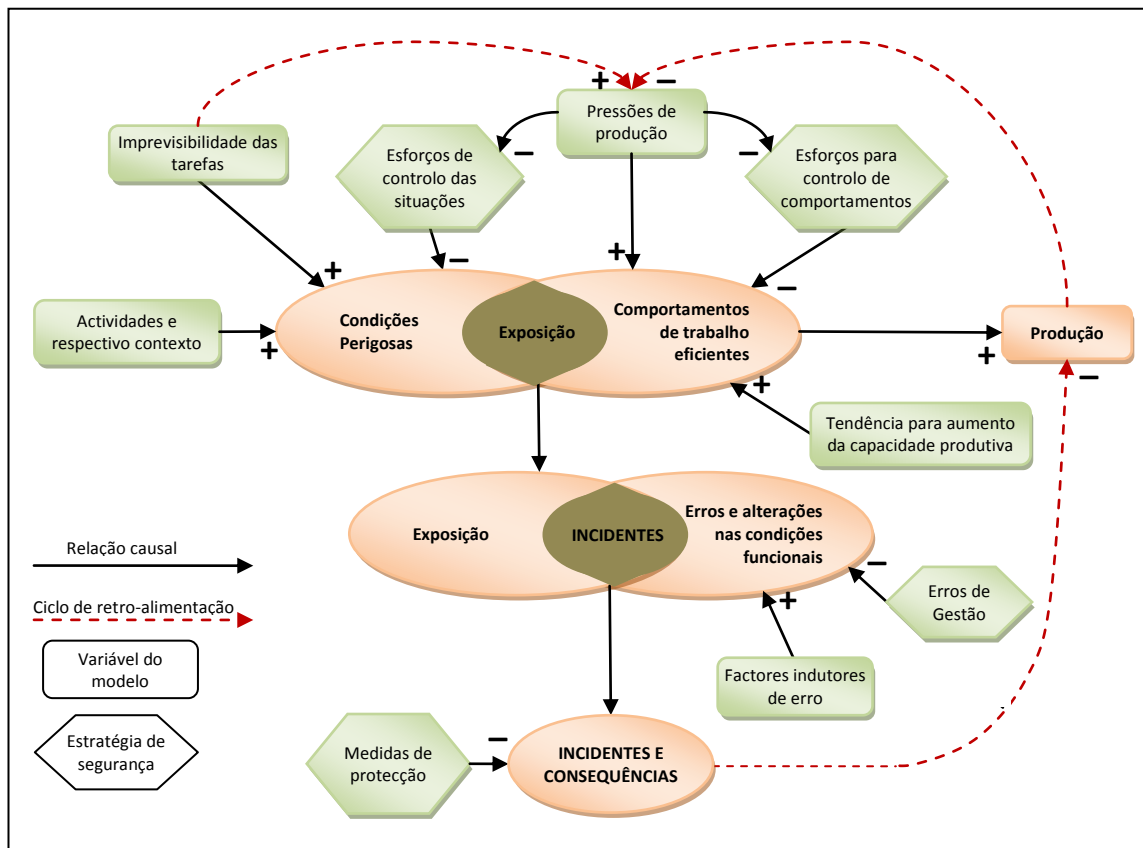 +
−
Pressões de
produção
Imprevisibilidade das
tarefas
Esforços de
controlo das
situações
−
−
Esforços para
controlo de
comportamentos
+
−
+
−
Actividades e
respectivo contexto
+
Condições
Perigosas
Exposição
Comportamentos
de trabalho
eficientes
+
Produção
−
+
Tendência para aumento
da capacidade produtiva
Exposição
INCIDENTES
Erros e alterações
nas condições
funcionais
−
+
Erros de
Gestão
Factores indutores
de erro
Relação causal
Ciclo de retro-alimentação
Variável do
modelo
Estratégia de
segurança
Medidas de
protecção
−
INCIDENTES E
CONSEQUÊNCIAS